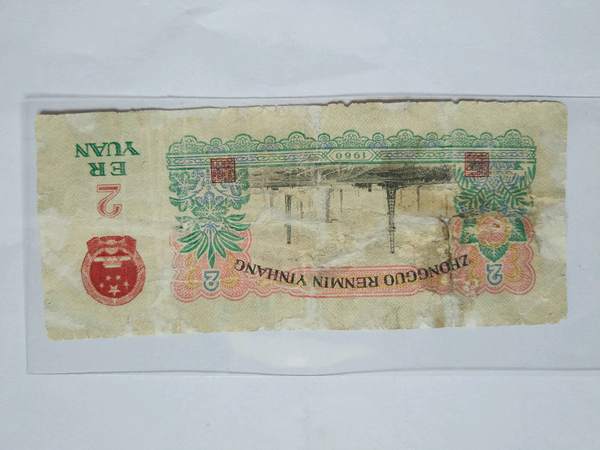 ZHONGGUO RENMIN YINHANG
2
2
1960
2
ER
YUAN